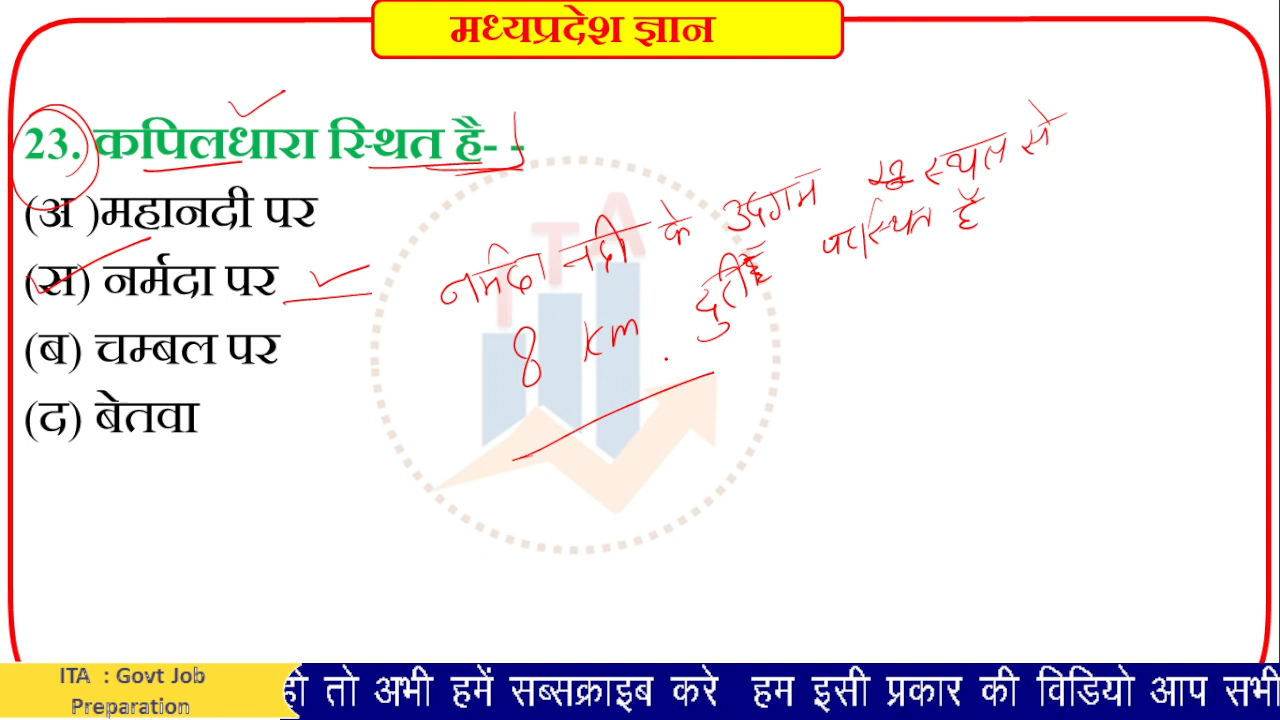 मध्यप्रदेश ज्ञान
23. कपिलधारा स्थित है- -
(अ )महानदी पर
(स) नर्मदा पर
(ब) चम्बल पर
(द) बेतवा
नर्मदा नदी के उदगम स्थल से
8 km. दुरी पर स्थित है
ITA
ITA : Govt Job
Preparation
हो तो अभी हमें सब्सक्राइब करे हम इसी प्रकार की विडियो आप सभी